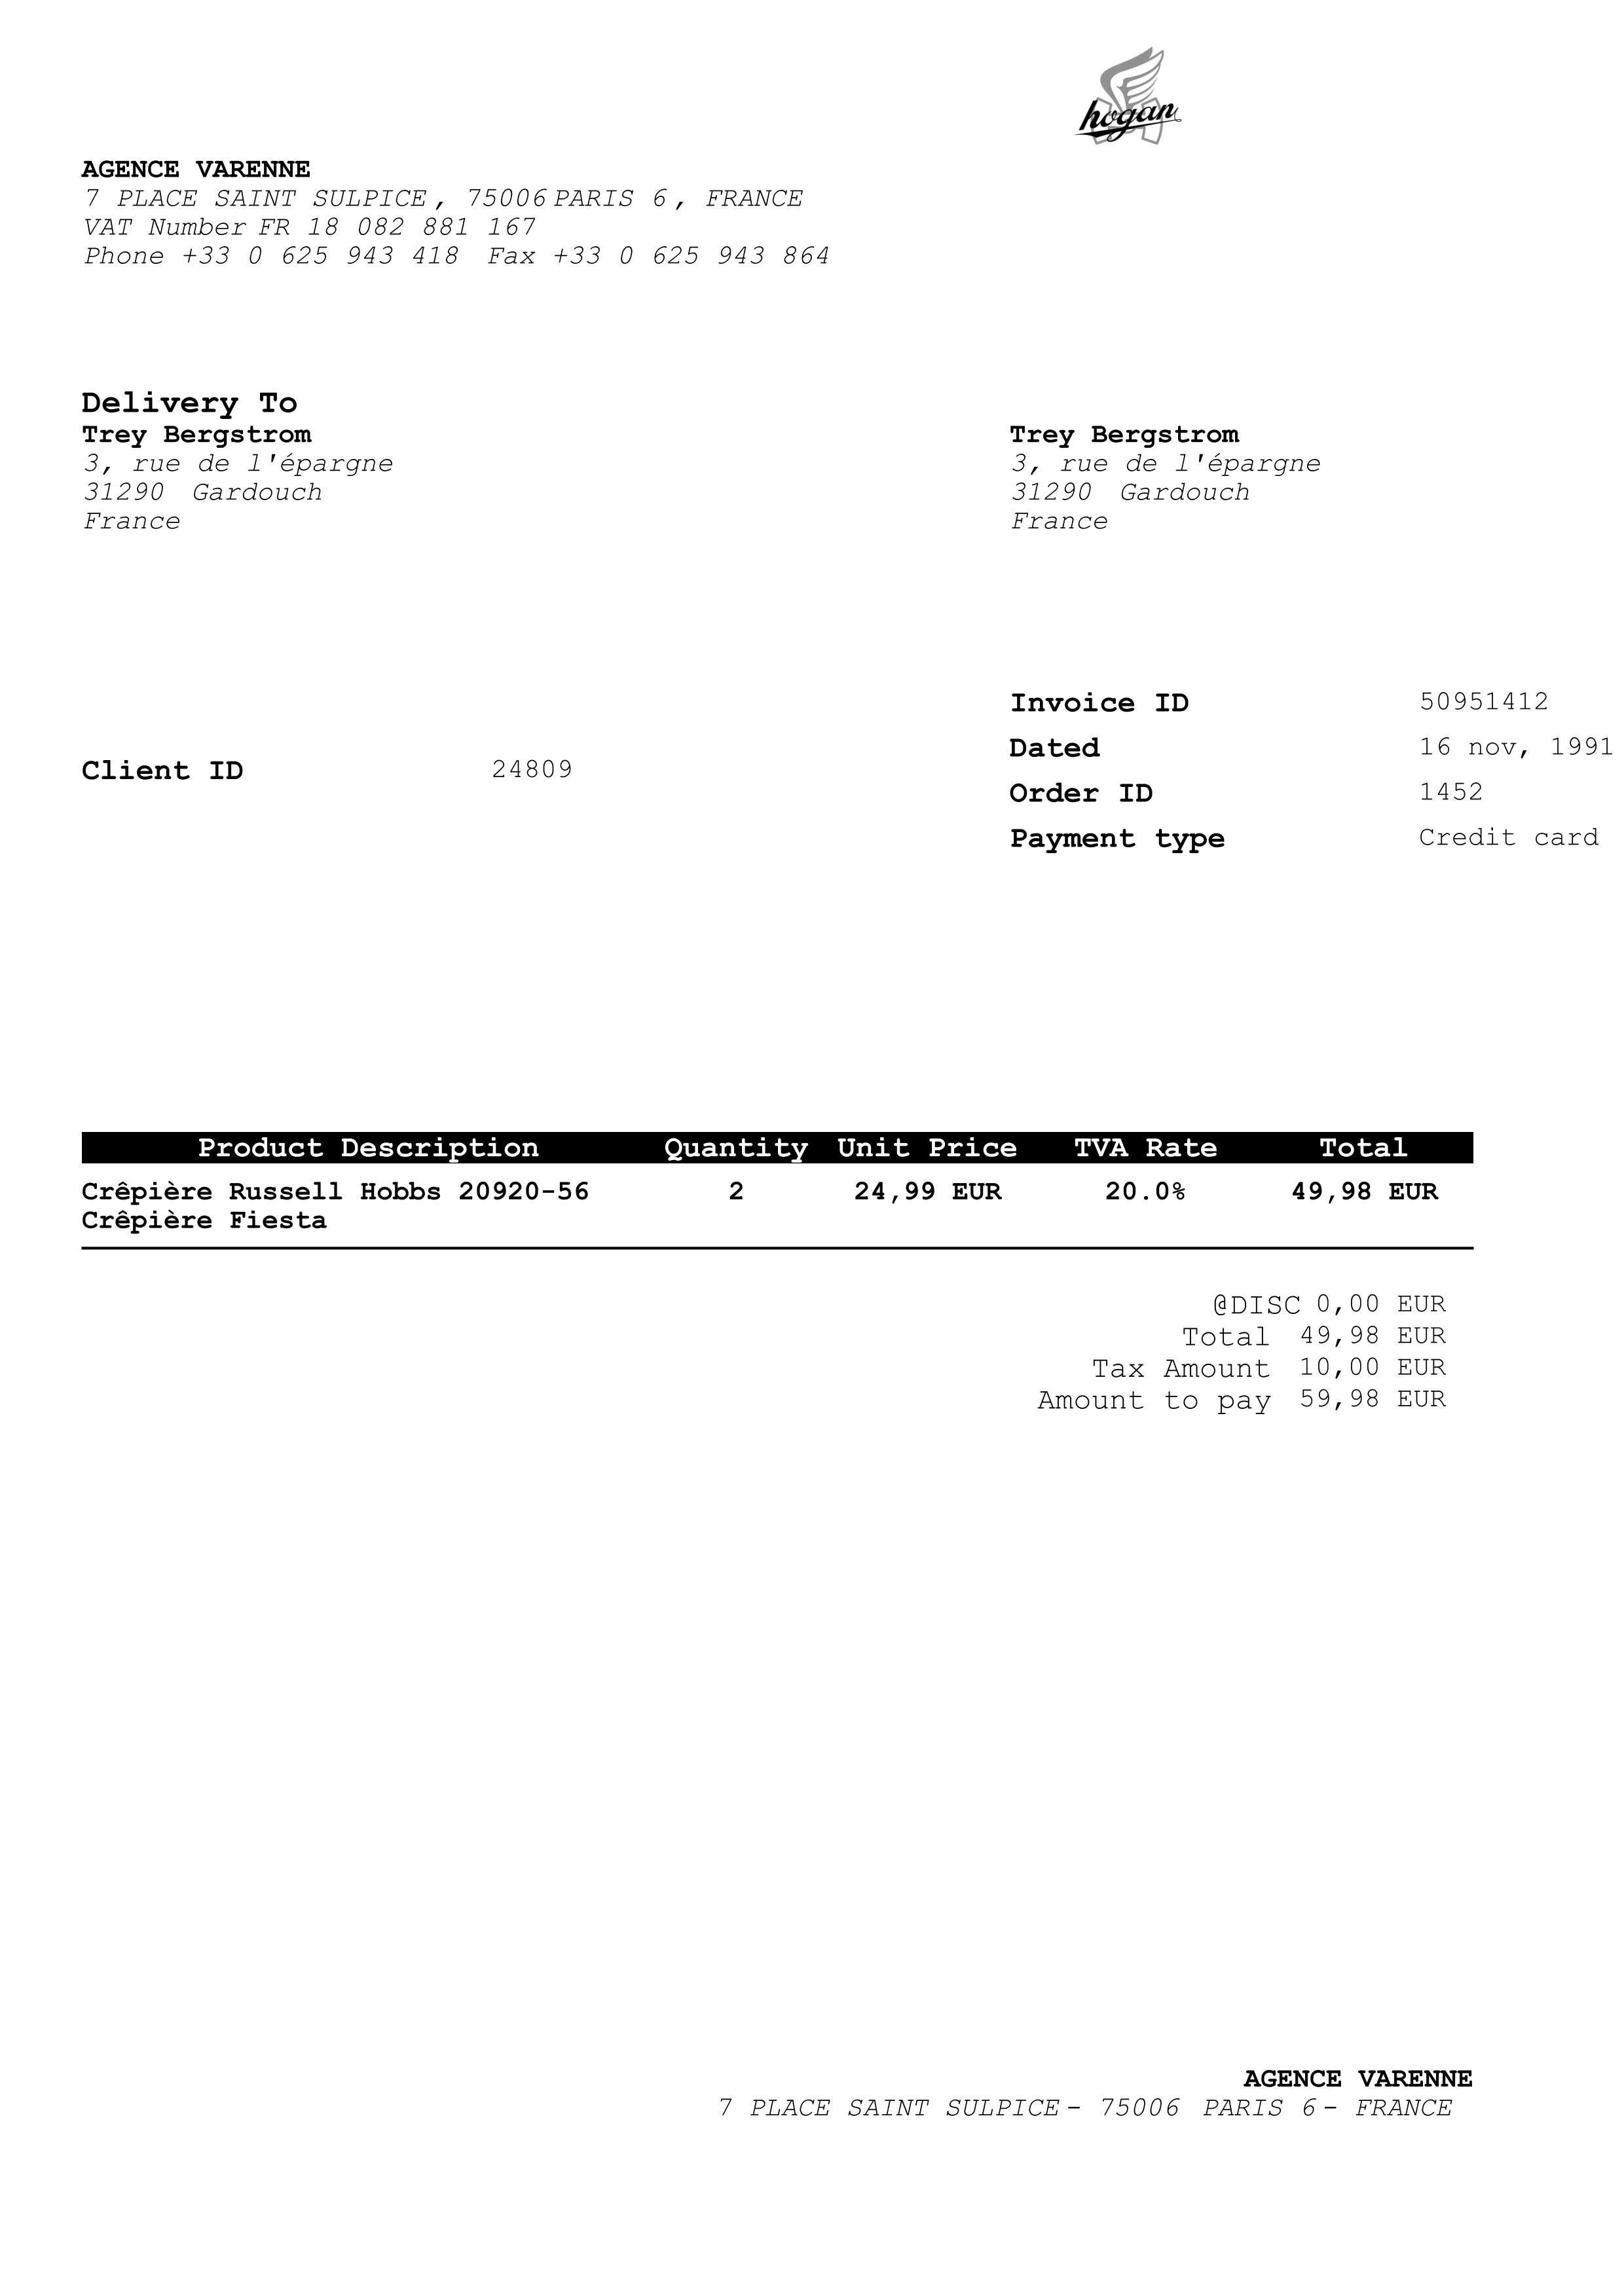 hogan
AGENCE VARENNE
7 PLACE SAINT SULPICE, 75006 PARIS 6, FRANCE
VAT Number FR 18 082 881 167
Phone +33 0 625 943 418 Fax +33 0 625 943 864
Delivery To
Trey Bergstrom
3, rue de l'épargne
31290 Gardouch
France
Trey Bergstrom
3, rue de l'épargne
31290 Gardouch
France
Client ID 24809
Invoice ID 50951412
Dated 16 nov, 1991
Order ID 1452
Payment type Credit card
Product Description Quantity Unit Price TVA Rate Total
Crêpière Russell Hobbs 20920-56 2 24,99 EUR 20.0% 49,98 EUR
Crêpière Fiesta
@DISC 0,00 EUR
Total 49,98 EUR
Tax Amount 10,00 EUR
Amount to pay 59,98 EUR
AGENCE VARENNE
7 PLACE SAINT SULPICE - 75006 PARIS 6 - FRANCE